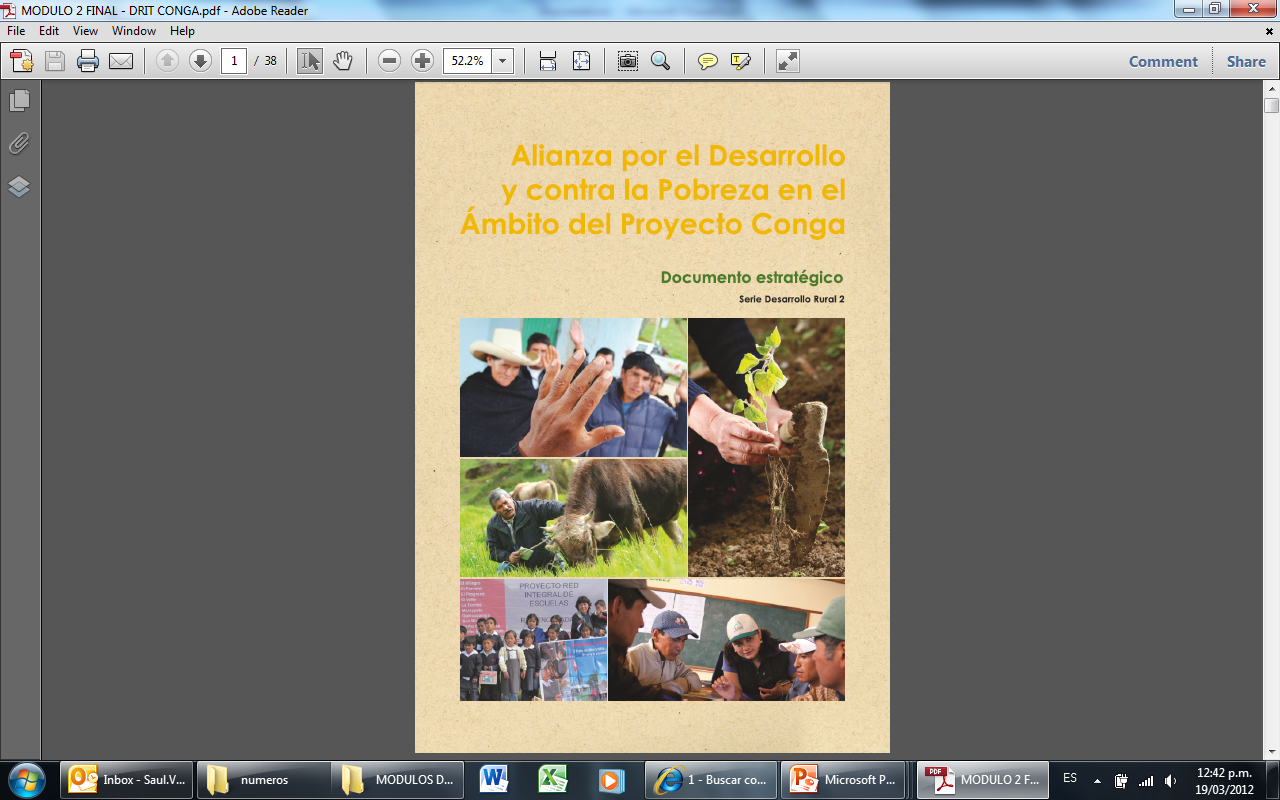 MODULO 2 FINAL - DRIT CONGA.pdf - Adobe Reader
File Edit View Window Help
1 / 38
52.2%
Comment Share
Alianza por el Desarrollo
y contra la Pobreza en el
Ámbito del Proyecto Conga
Documento estratégico
Serie Desarrollo Rural 2
PROYECTO RED
INTEGRAL DE
ESCUELAS
Inbox - Saul.V...
numeros
MODULOS D...
1 - Buscar co...
Microsoft P...
PDF
MODULO 2 F...
ES
12:42 p.m.
19/03/2012